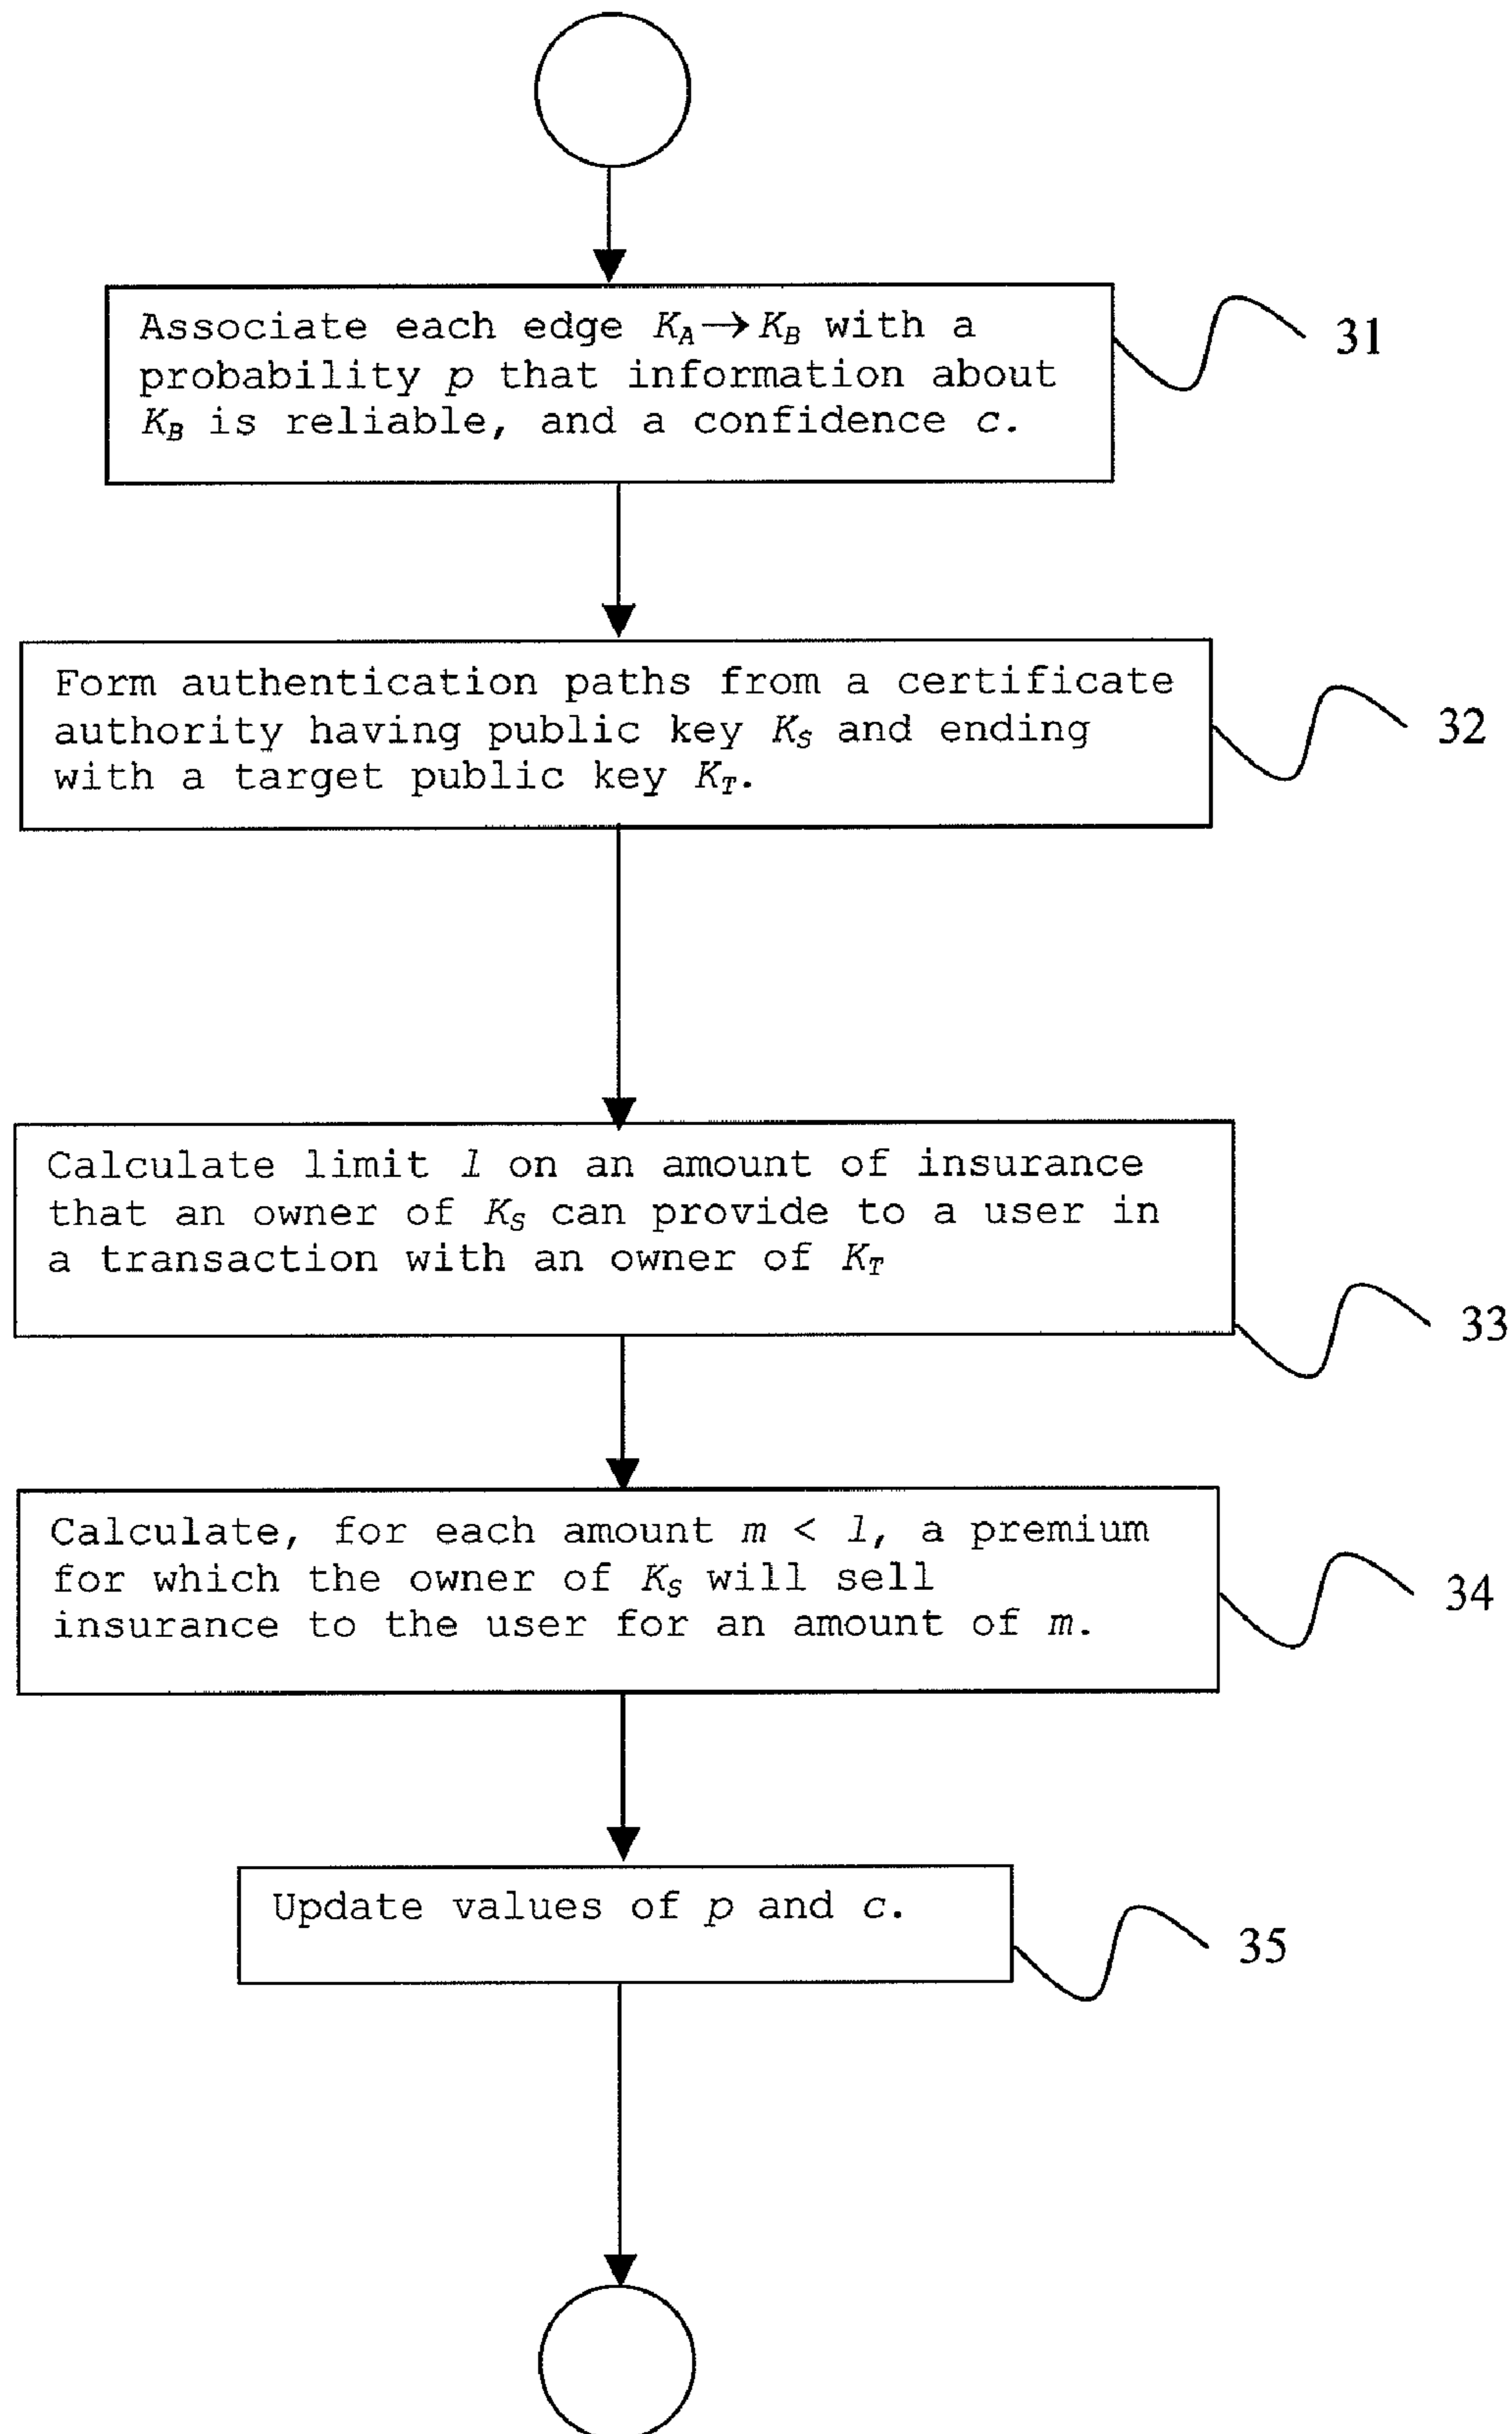 Associate each edge K_A→K_B with a
probability p that information about
K_B is reliable, and a confidence c.
31
Form authentication paths from a certificate
authority having public key K_S and ending
with a target public key K_T.
32
Calculate limit l on an amount of insurance
that an owner of K_S can provide to a user in
a transaction with an owner of K_T
33
Calculate, for each amount m < l, a premium
for which the owner of K_S will sell
insurance to the user for an amount of m.
34
Update values of p and c.
35